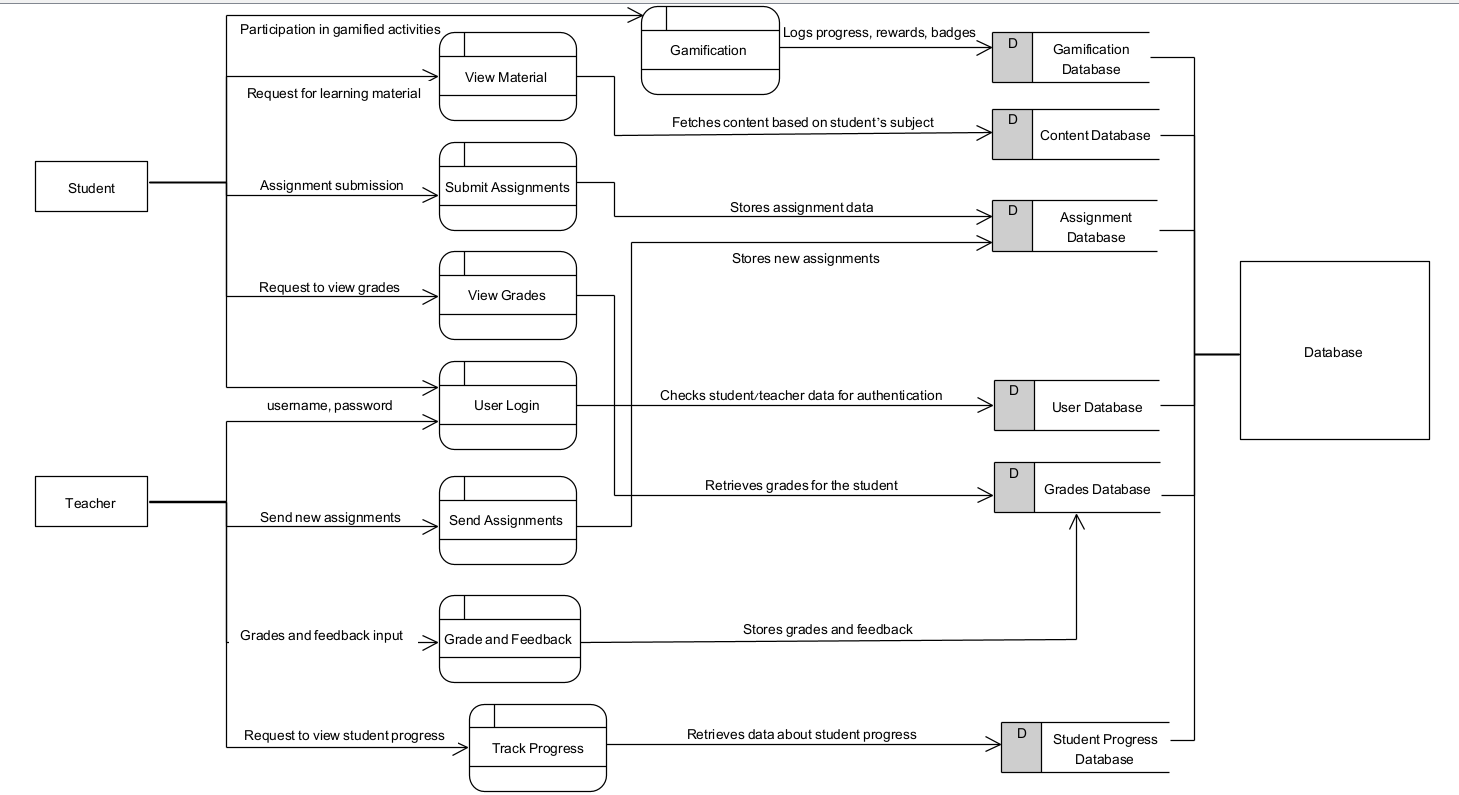 Participation in gamified activities
Gamification
Logs progress, rewards, badges
D
Gamification
Database
View Material
Request for learning material
Fetches content based on student's subject
D
Content Database
Student
Assignment submission
Submit Assignments
Stores assignment data
D
Assignment
Database
Stores new assignments
Request to view grades
View Grades
Database
username, password
User Login
Checks student/teacher data for authentication
D
User Database
Teacher
Send new assignments
Send Assignments
Retrieves grades for the student
D
Grades Database
Grades and feedback input
Grade and Feedback
Stores grades and feedback
Request to view student progress
Track Progress
Retrieves data about student progress
D
Student Progress
Database